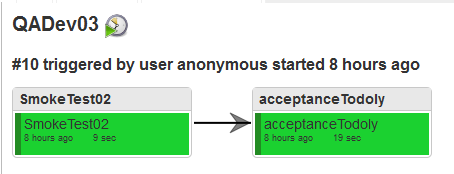 QADev03
#10 triggered by user anonymous started 8 hours ago
SmokeTest02
SmokeTest02
8 hours ago 9 sec
acceptanceTodoly
acceptanceTodoly
8 hours ago 19 sec